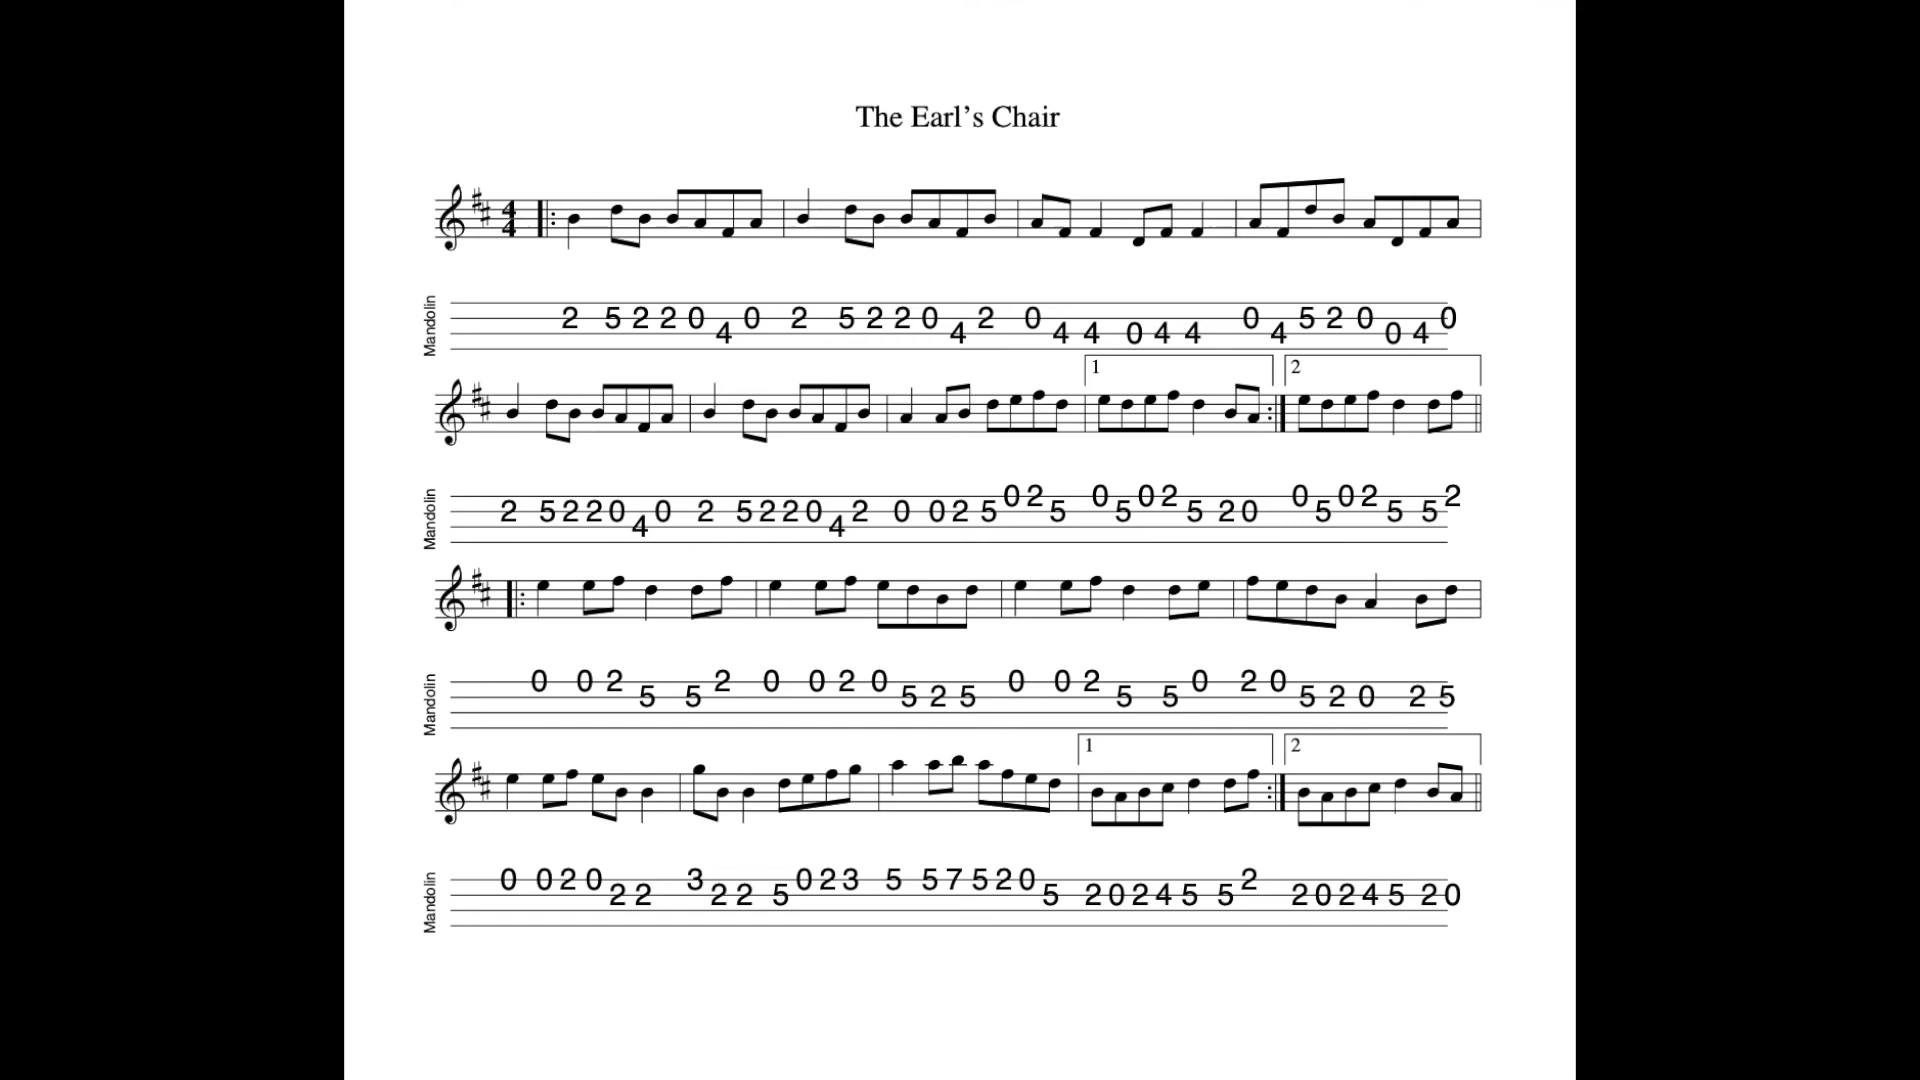 The Earl's Chair
4
4
Mandolin
2 5 2 2 0 4 0 2 5 2 2 0 4 2 0 4 4 0 4 4 0 4 5 2 0 0 4 0
1 2
Mandolin
2 5 2 2 0 4 0 2 5 2 2 0 4 2 0 0 2 5 0 2 5 0 5 0 2 5 2 0 0 5 0 2 5 5 2
Mandolin
0 0 2 5 5 2 0 0 2 0 5 2 5 0 0 2 5 5 0 2 0 5 2 0 2 5
1 2
Mandolin
0 0 2 0 2 2 3 2 2 5 0 2 3 5 5 7 5 2 0 5 2 0 2 4 5 5 2 2 0 2 4 5 2 0